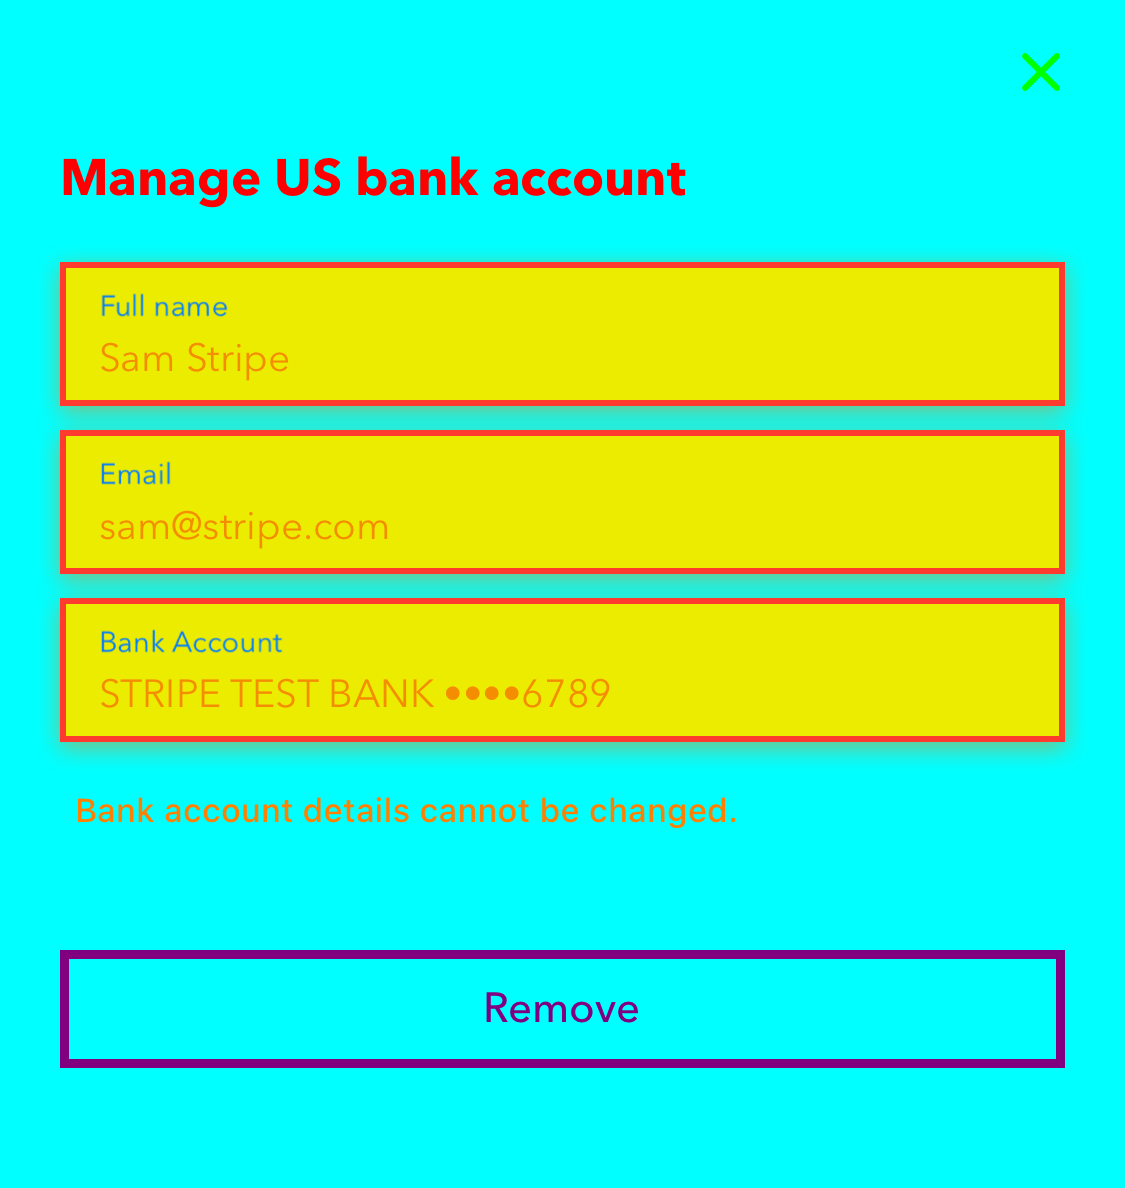 Manage US bank account
Full name
Sam Stripe
Email
sam@stripe.com
Bank Account
STRIPE TEST BANK ••••6789
Bank account details cannot be changed.
Remove